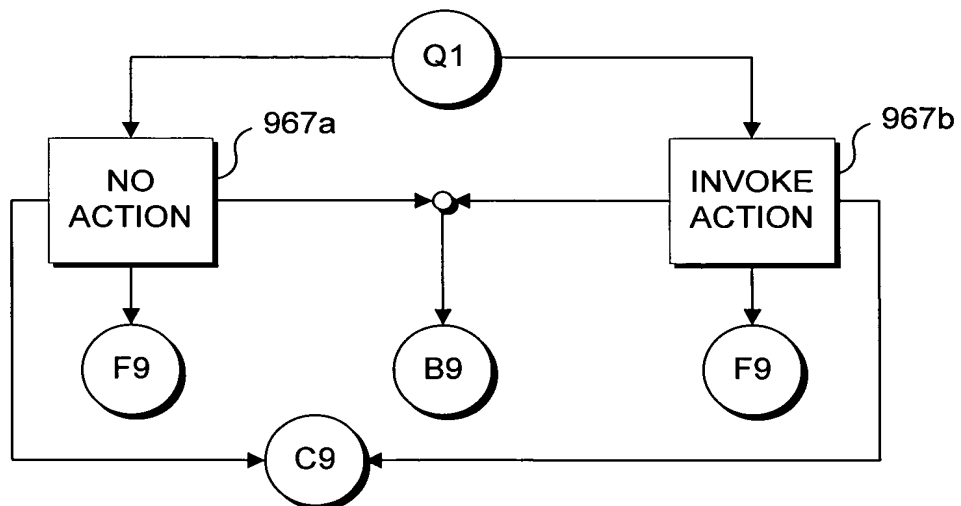 Q1
967a
967b
NO
ACTION
INVOKE
ACTION
F9
B9
F9
C9